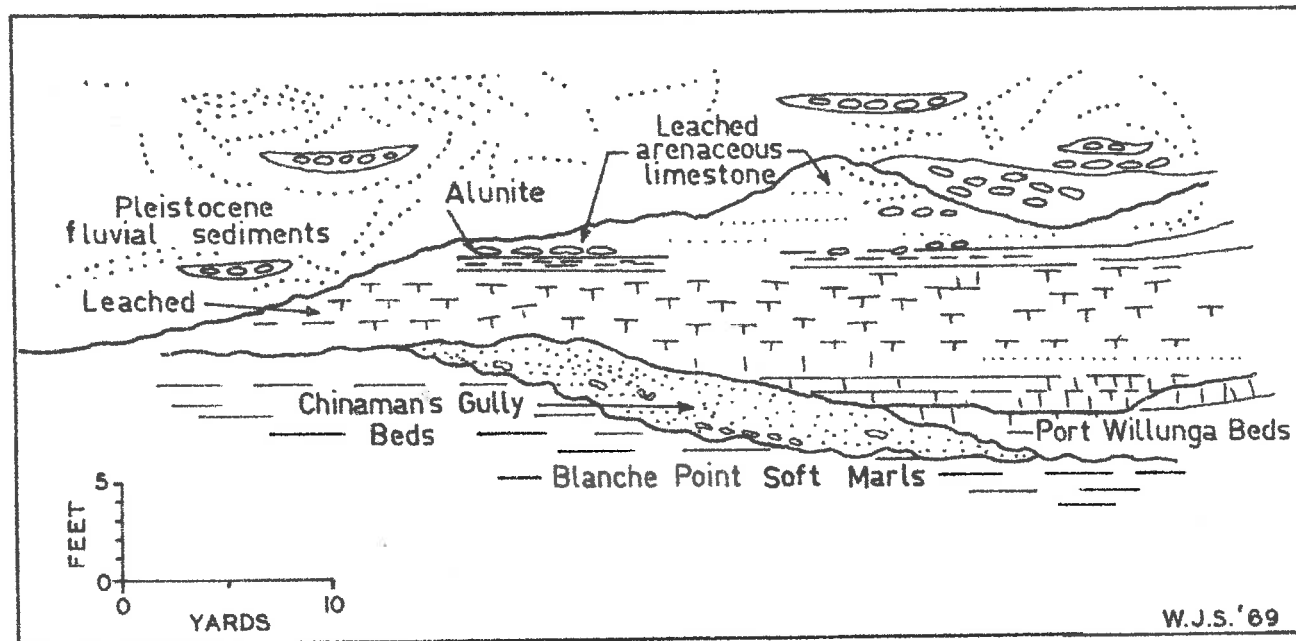 Leached
arenaceous
limestone
Alunite
Pleistocene
fluvial sediments
Leached
Chinaman's Gully
Beds
Port Willunga Beds
Blanche Point Soft Marls
5
FEET
0
0
10
YARDS
W.J.S.'69